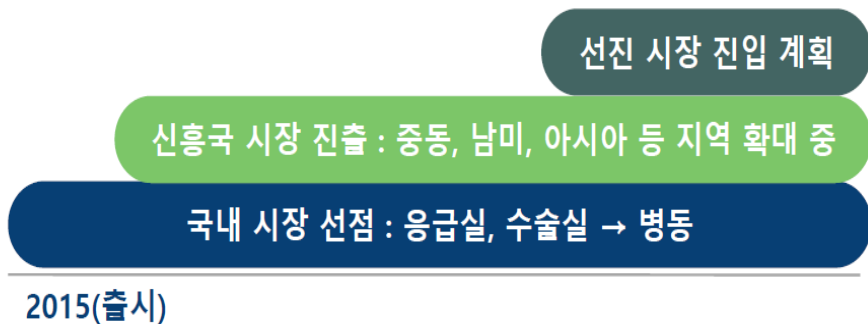 선진 시장 진입 계획
신흥국 시장 진출 : 중동, 남미, 아시아 등 지역 확대 중
국내 시장 선점 : 응급실, 수술실 → 병동
2015(출시)